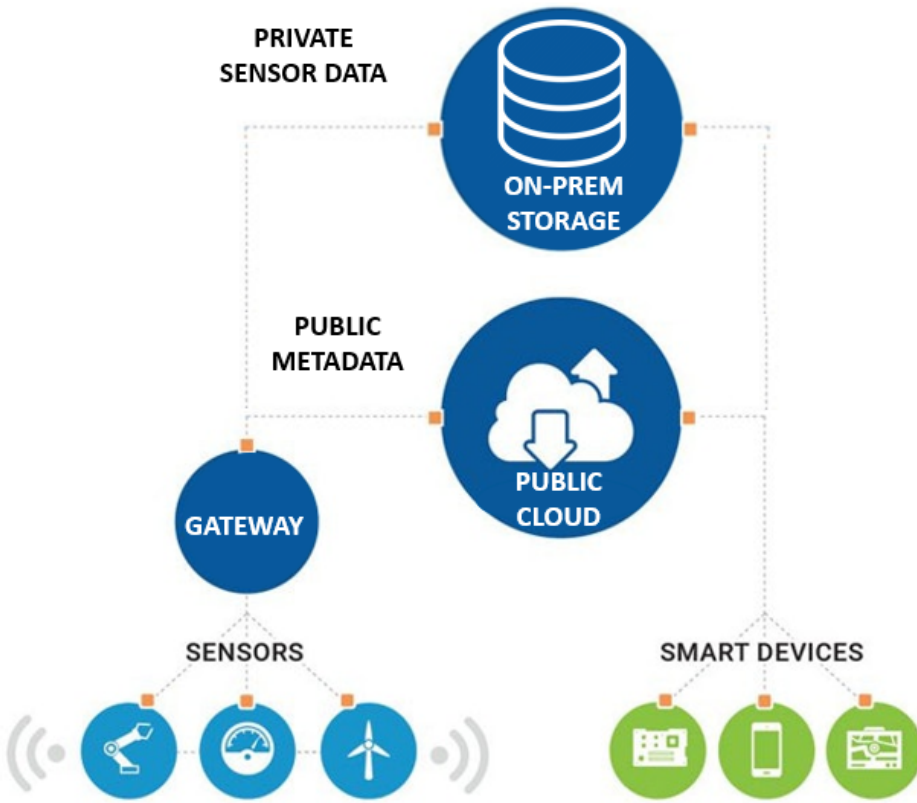 PRIVATE
SENSOR DATA
ON-PREM
STORAGE
PUBLIC
METADATA
PUBLIC
CLOUD
GATEWAY
SENSORS
SMART DEVICES